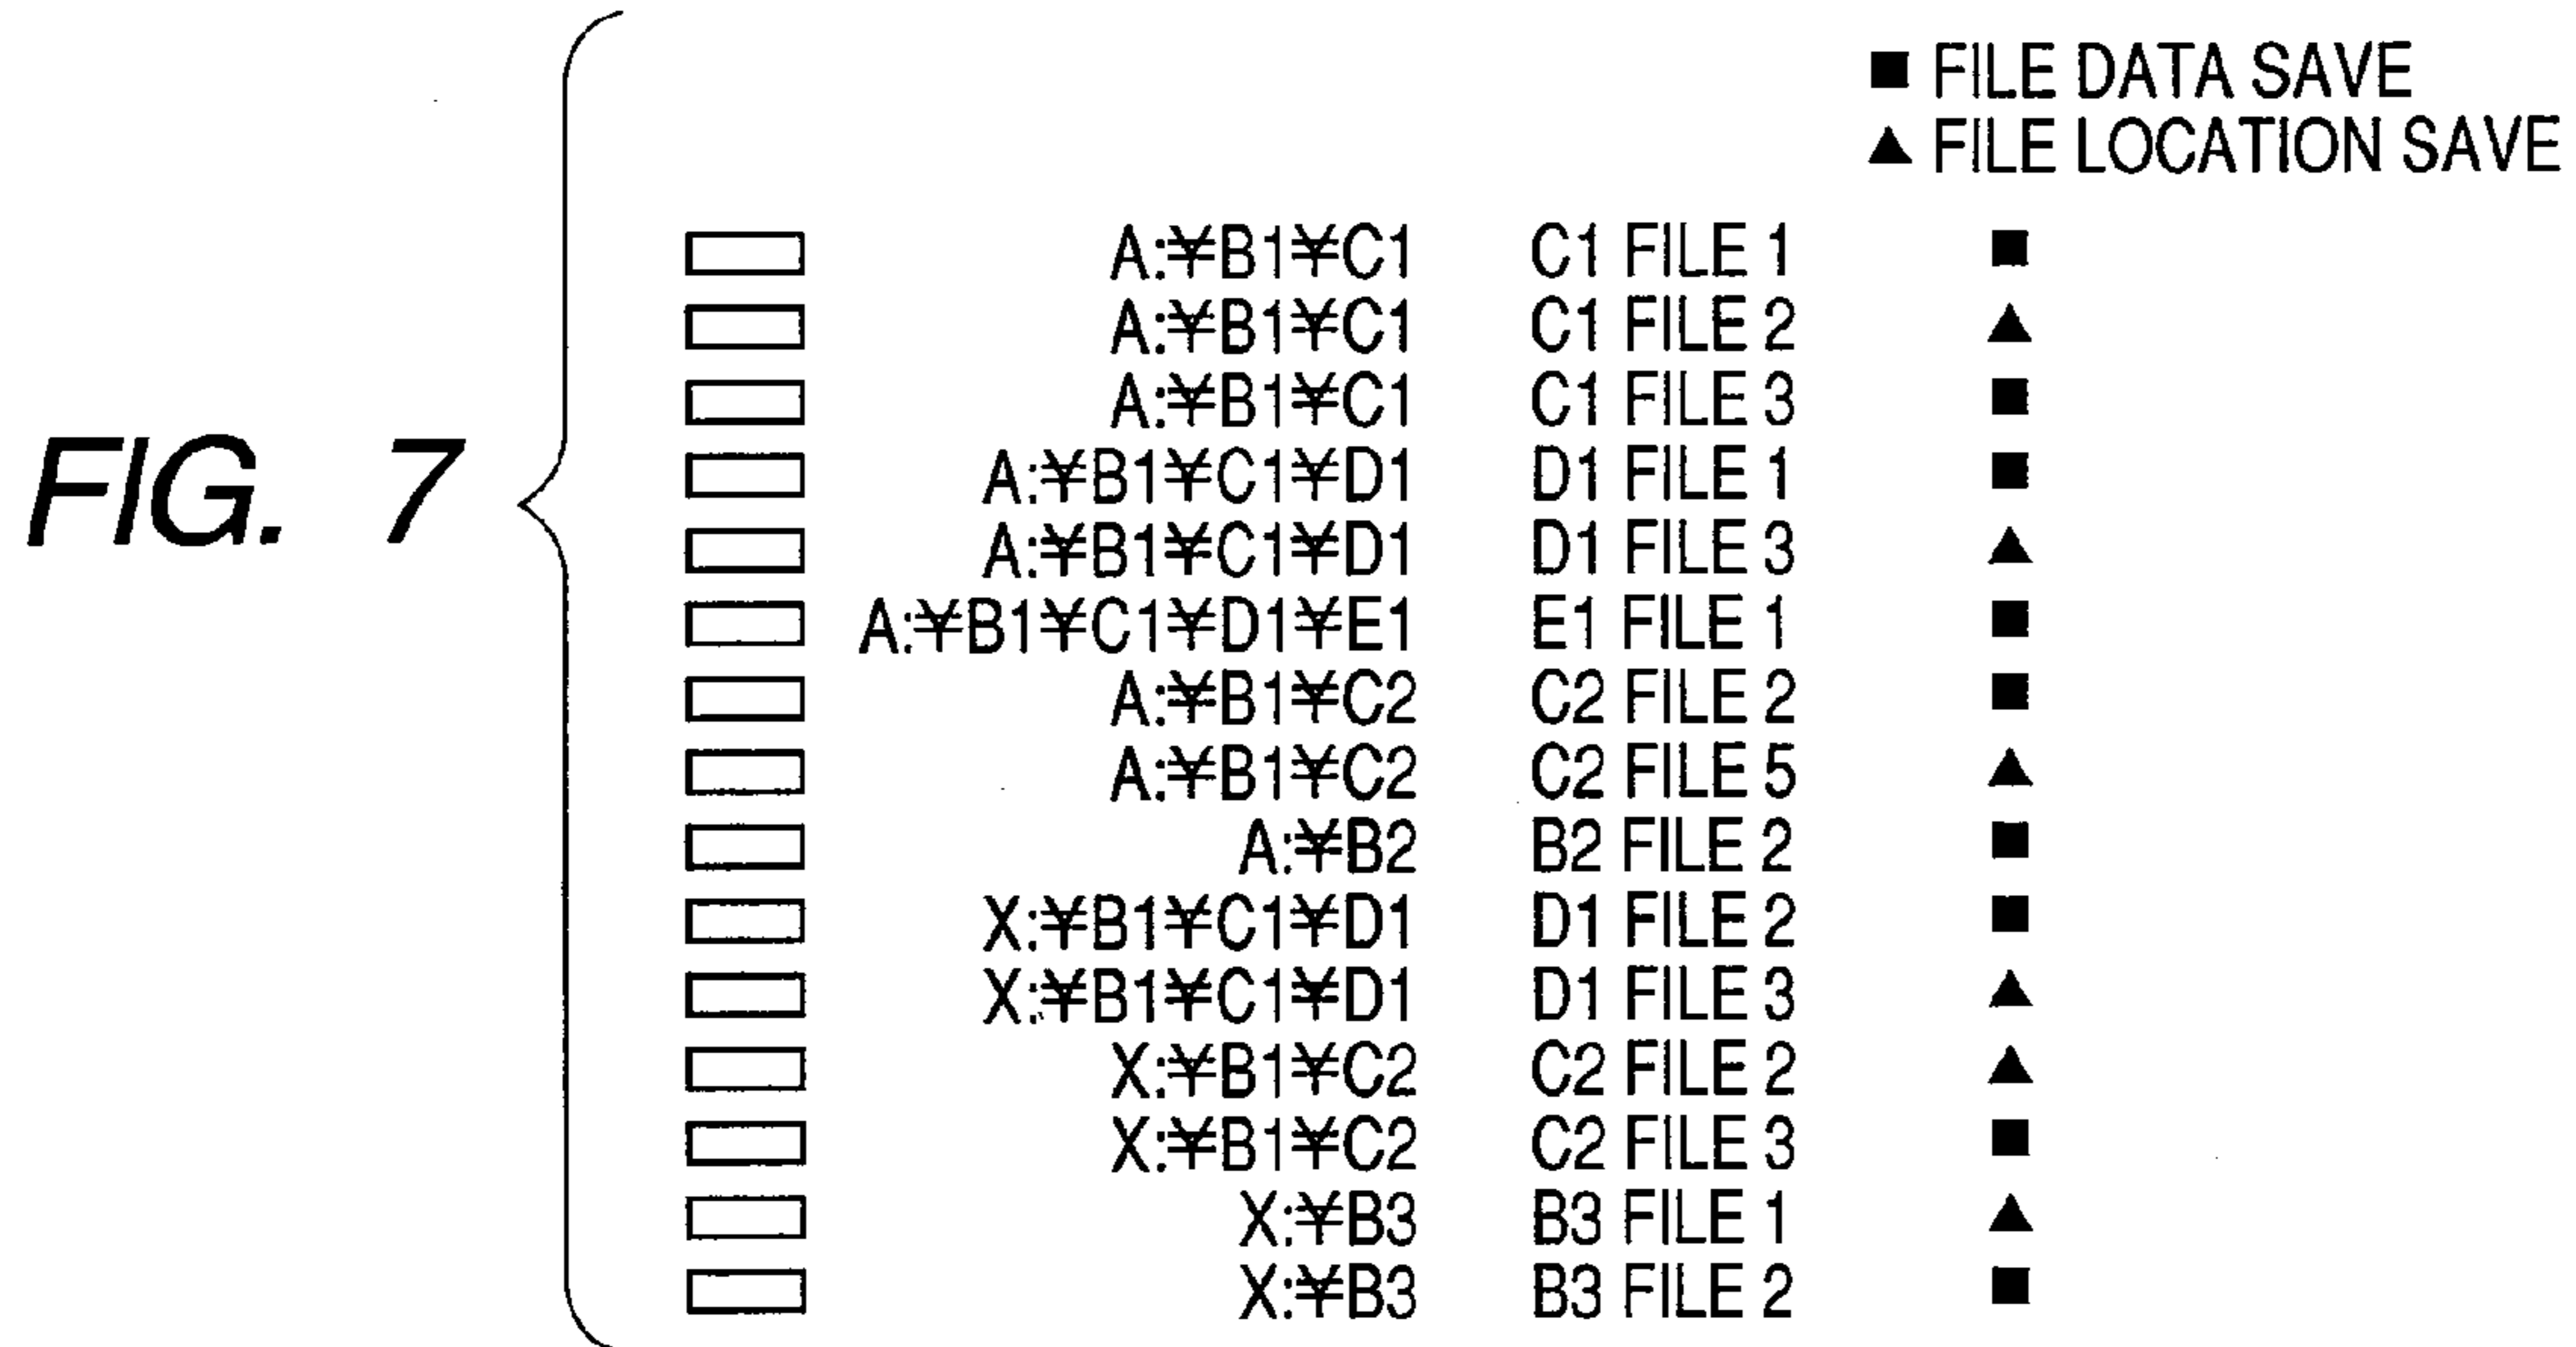 ■ FILE DATA SAVE
▲ FILE LOCATION SAVE
FIG. 7
A:¥B1¥C1 C1 FILE 1 ■
A:¥B1¥C1 C1 FILE 2 ▲
A:¥B1¥C1 C1 FILE 3 ■
A:¥B1¥C1¥D1 D1 FILE 1 ■
A:¥B1¥C1¥D1 D1 FILE 3 ▲
A:¥B1¥C1¥D1¥E1 E1 FILE 1 ■
A:¥B1¥C2 C2 FILE 2 ■
A:¥B1¥C2 C2 FILE 5 ▲
A:¥B2 B2 FILE 2 ■
X:¥B1¥C1¥D1 D1 FILE 2 ■
X:¥B1¥C1¥D1 D1 FILE 3 ▲
X:¥B1¥C2 C2 FILE 2 ▲
X:¥B1¥C2 C2 FILE 3 ■
X:¥B3 B3 FILE 1 ▲
X:¥B3 B3 FILE 2 ■